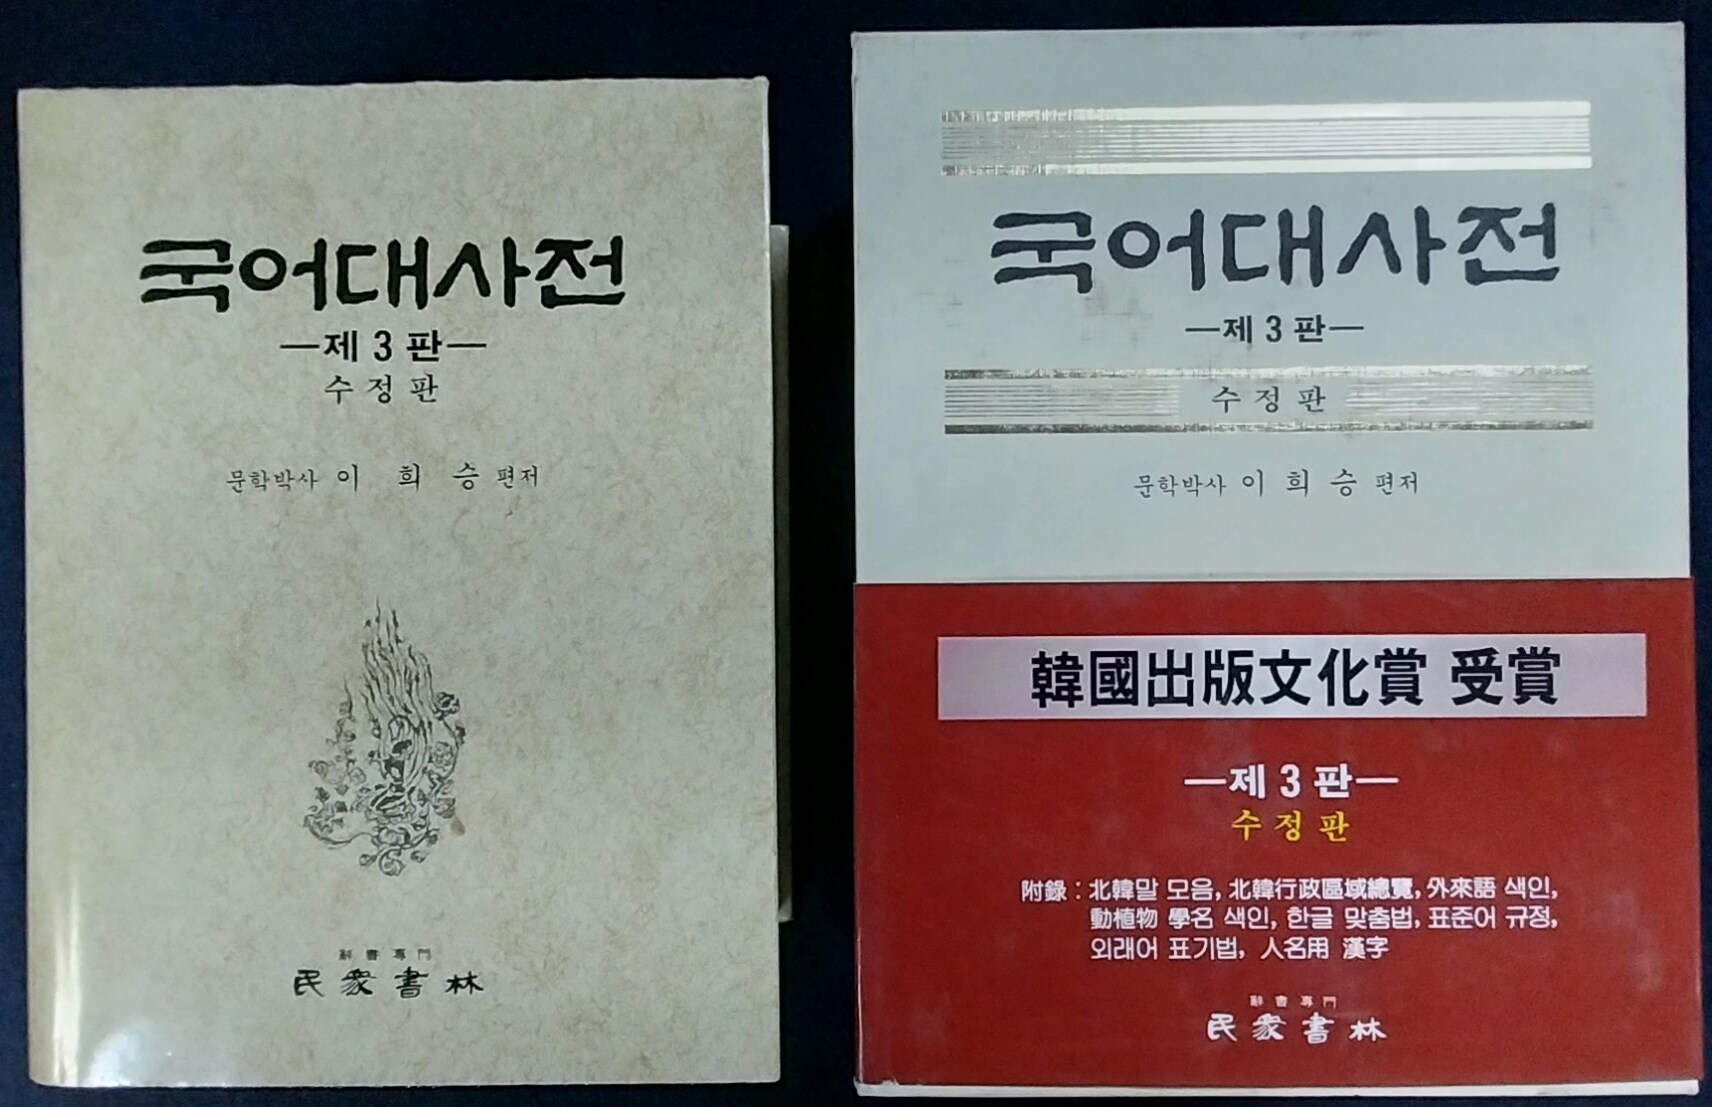 국어대사전
—제 3 판—
수 정 판
문학박사 이 희 승 편저
辭書專門
民衆書林
국어대사전
—제 3 판—
수 정 판
문학박사 이 희 승 편저
韓國出版文化賞 受賞
—제 3 판—
수 정 판
附錄 : 北韓말 모음, 北韓行政區域總覽, 外來語 색인,
動植物 學名 색인, 한글 맞춤법, 표준어 규정,
외래어 표기법, 人名用 漢字
辭書專門
民衆書林